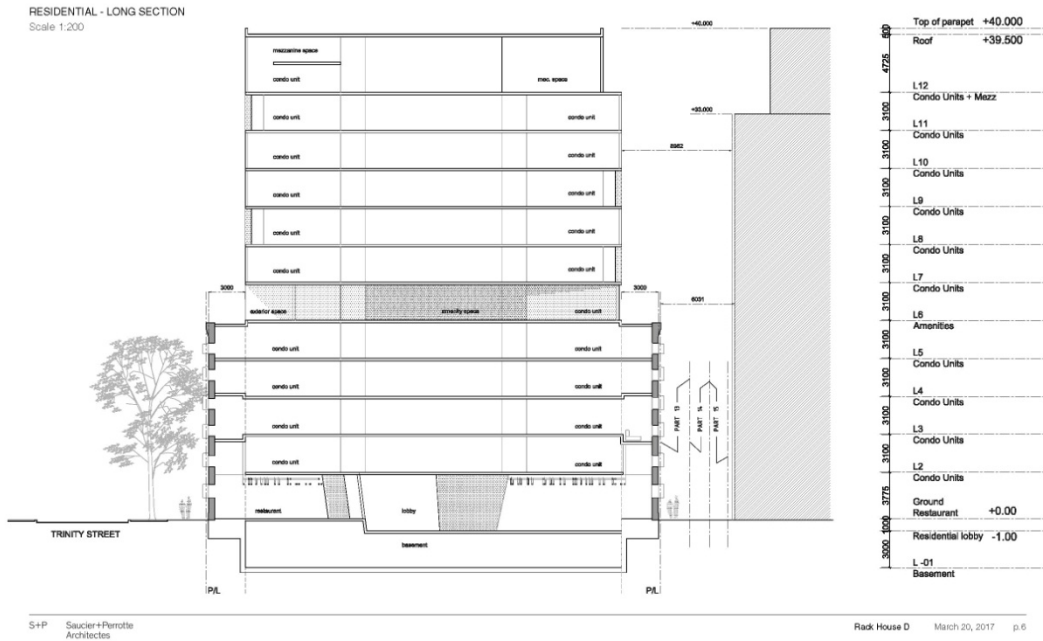 RESIDENTIAL - LONG SECTION
Scale 1:200
+40.000
Top of parapet +40.000
600
Roof +39.500
mezzanine space
condo unit
mec. space
4725
L12
Condo Units + Mezz
+33.000
condo unit
condo unit
3100
L11
Condo Units
8962
condo unit
condo unit
3100
L10
Condo Units
condo unit
condo unit
3100
L9
Condo Units
condo unit
condo unit
3100
L8
Condo Units
condo unit
condo unit
3100
L7
Condo Units
3000
3000
6031
exterior space
amenity space
condo unit
3100
L6
Amenities
condo unit
condo unit
3100
L5
Condo Units
condo unit
condo unit
3100
L4
Condo Units
PART 13
PART 14
PART 15
condo unit
condo unit
3100
L3
Condo Units
condo unit
condo unit
3100
L2
Condo Units
restaurant
lobby
3775
Ground
Restaurant +0.00
TRINITY STREET
1000
Residential lobby -1.00
basement
3000
L -01
Basement
P/L
P/L
S+P Saucier+Perrotte
Architectes
Rack House D March 20, 2017 p.6